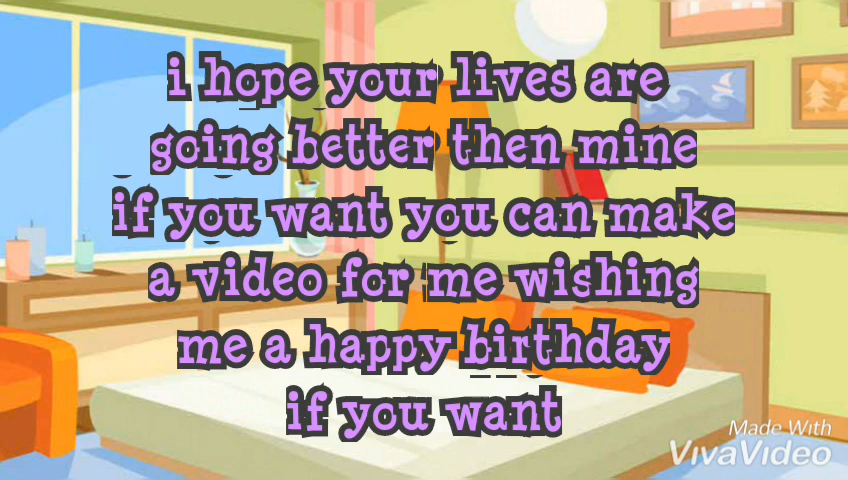 i hope your lives are
going better then mine
if you want you can make
a video for me wishing
me a happy birthday
if you want
Made With
VivaVideo